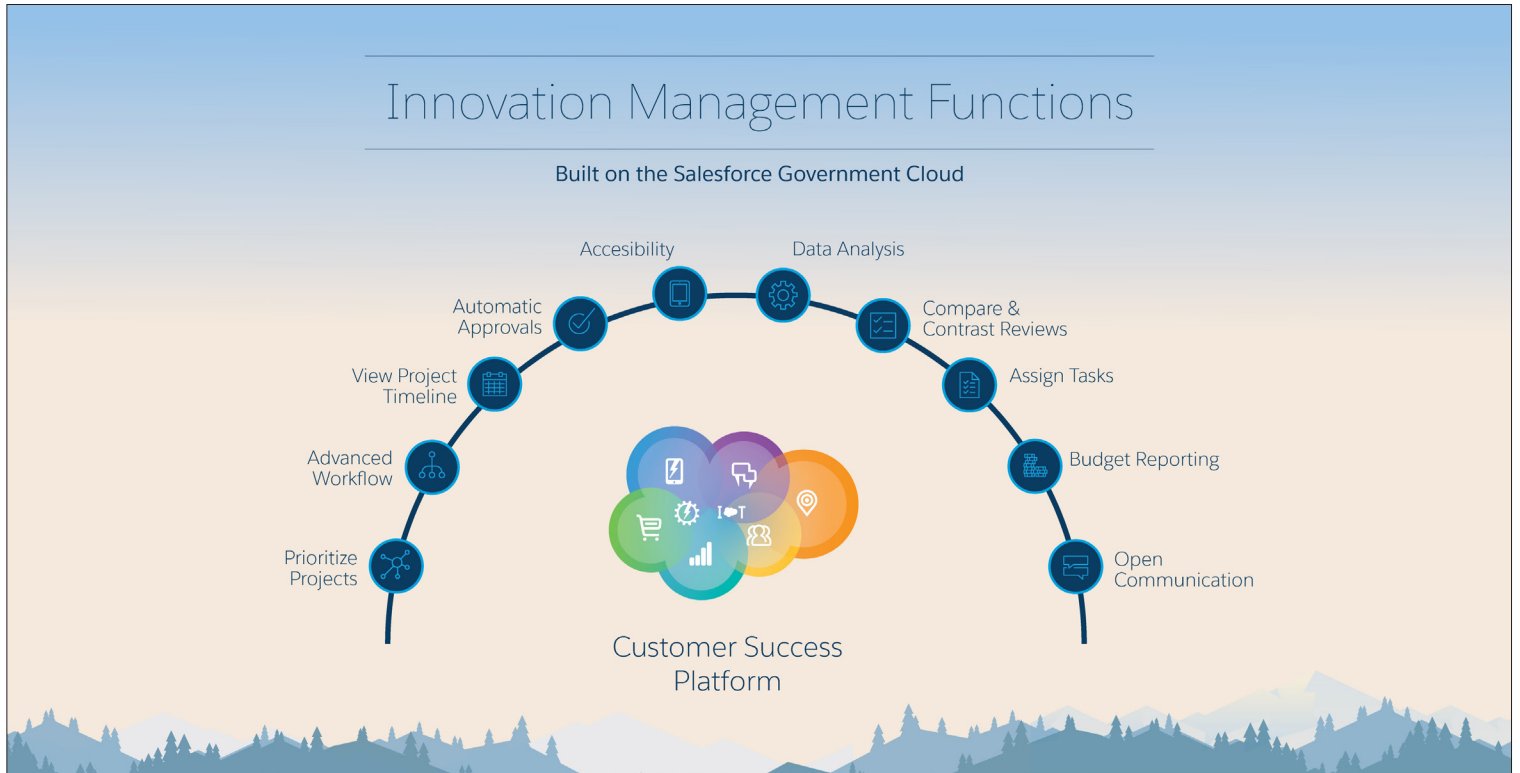 Innovation Management Functions
Built on the Salesforce Government Cloud
Accesibility
Data Analysis
Automatic
Approvals
Compare &
Contrast Reviews
View Project
Timeline
Assign Tasks
Advanced
Workflow
Budget Reporting
Prioritize
Projects
Open
Communication
I T
Customer Success
Platform